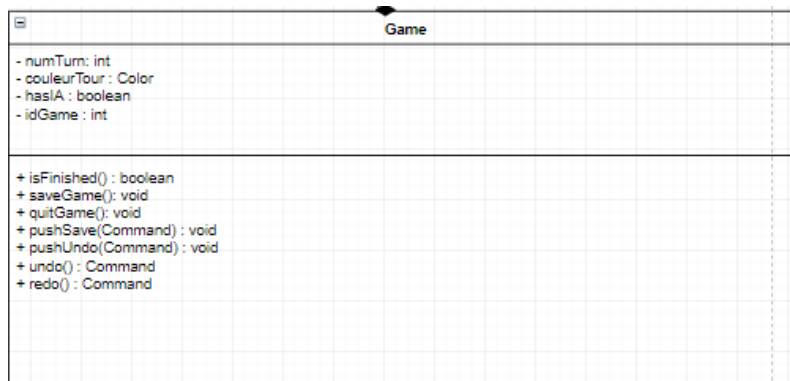 Game
- numTurn: int
- couleurTour : Color
- hasIA : boolean
- idGame : int
+ isFinished() : boolean
+ saveGame(): void
+ quitGame(): void
+ pushSave(Command) : void
+ pushUndo(Command) : void
+ undo() : Command
+ redo() : Command